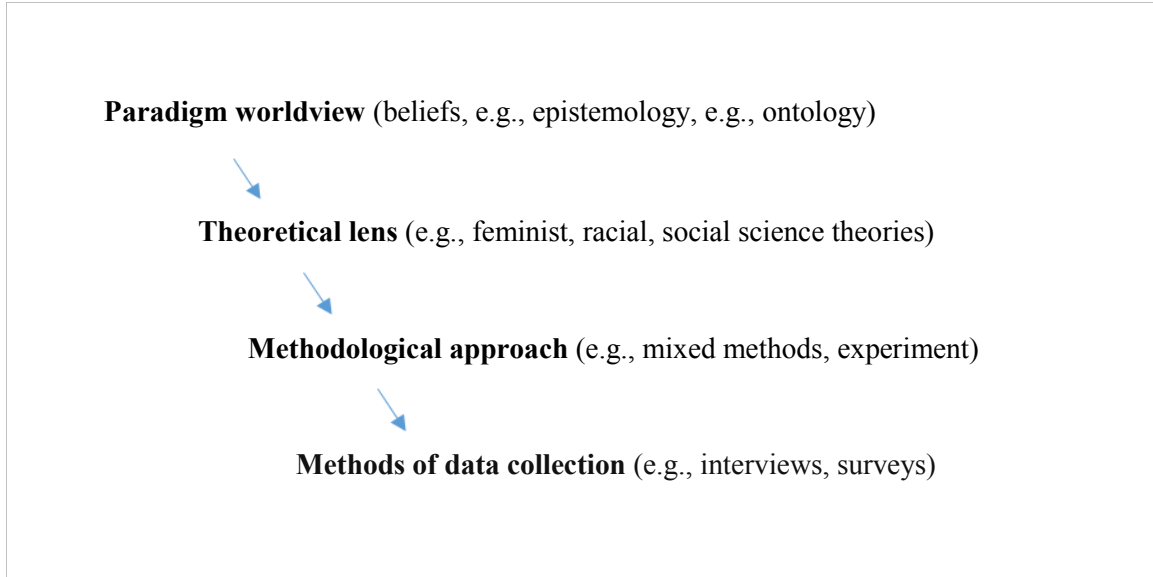 Paradigm worldview (beliefs, e.g., epistemology, e.g., ontology)
Theoretical lens (e.g., feminist, racial, social science theories)
Methodological approach (e.g., mixed methods, experiment)
Methods of data collection (e.g., interviews, surveys)